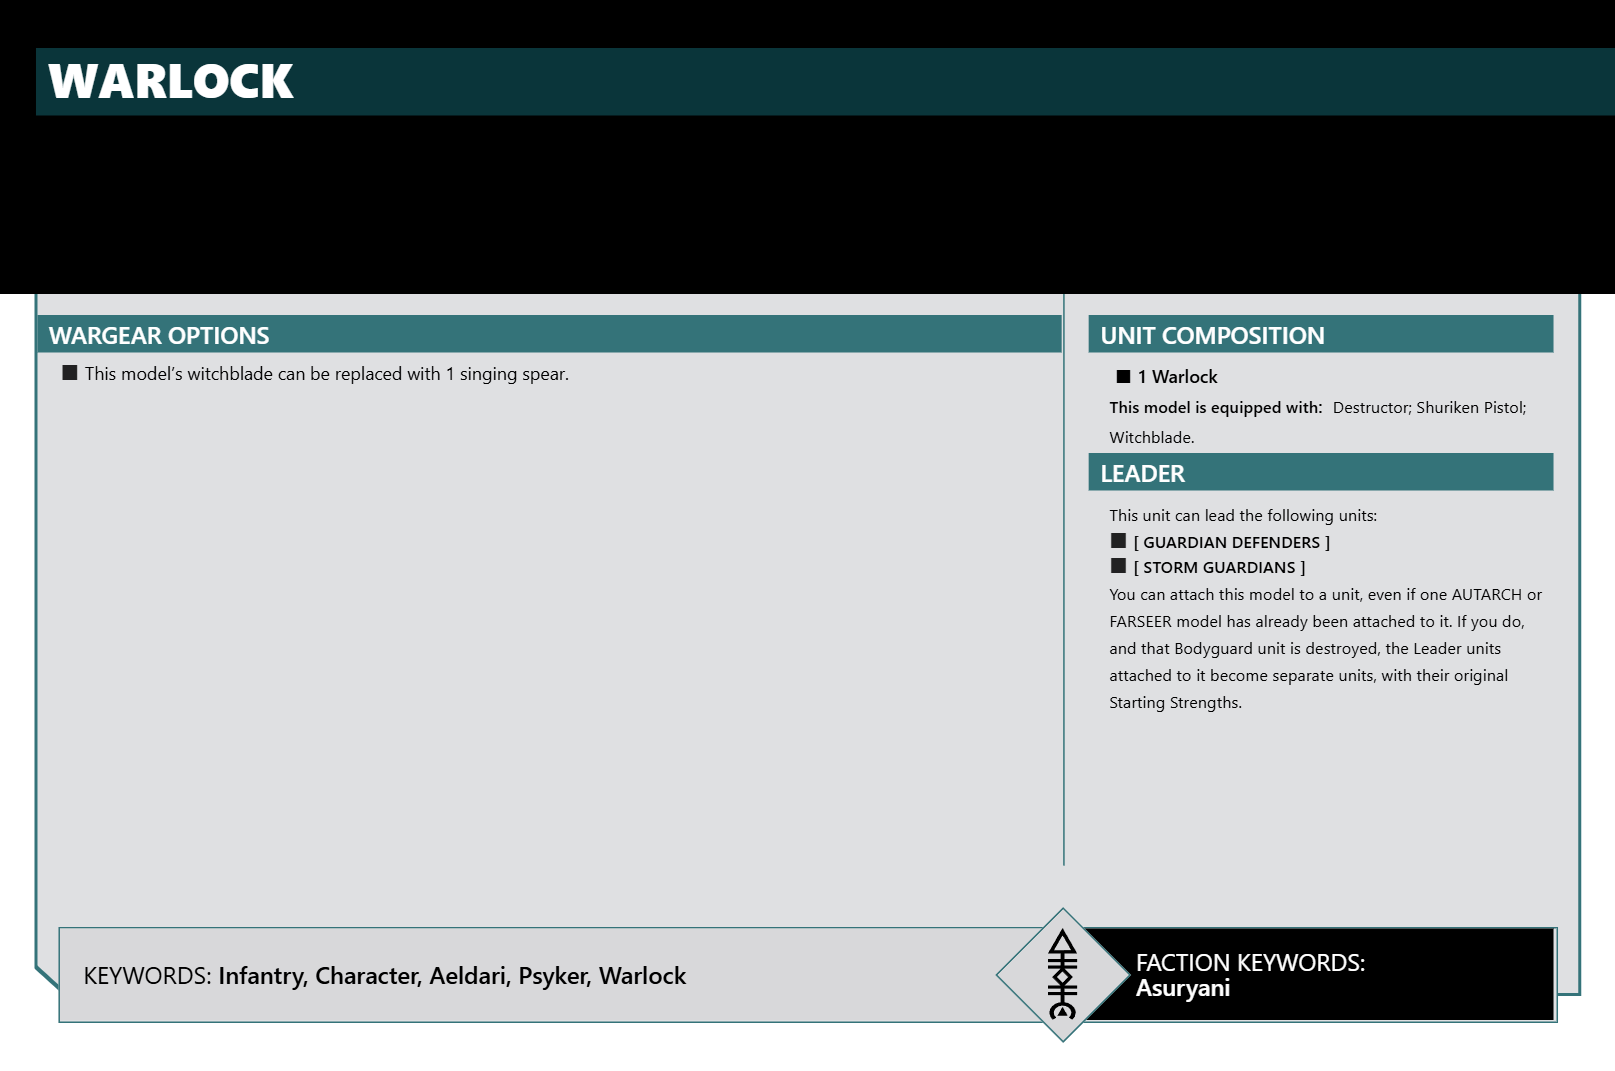 WARLOCK
WARGEAR OPTIONS
■ This model’s witchblade can be replaced with 1 singing spear.
UNIT COMPOSITION
■ 1 Warlock
This model is equipped with: Destructor; Shuriken Pistol;
Witchblade.
LEADER
This unit can lead the following units:
■ [ GUARDIAN DEFENDERS ]
■ [ STORM GUARDIANS ]
You can attach this model to a unit, even if one AUTARCH or
FARSEER model has already been attached to it. If you do,
and that Bodyguard unit is destroyed, the Leader units
attached to it become separate units, with their original
Starting Strengths.
KEYWORDS: Infantry, Character, Aeldari, Psyker, Warlock
FACTION KEYWORDS:
Asuryani